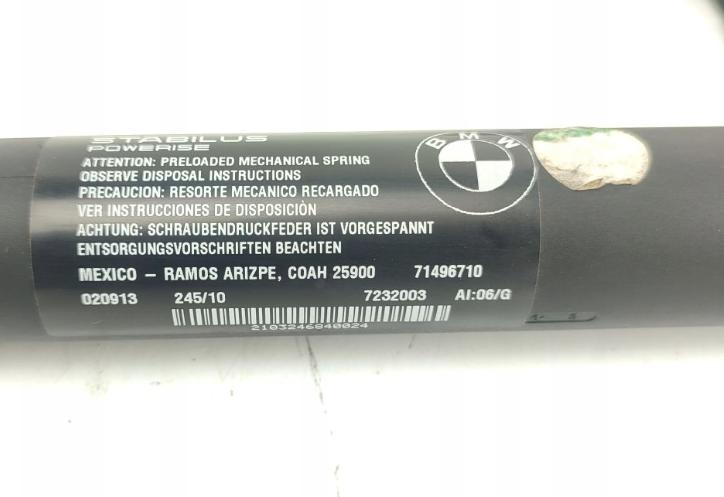 STABILUS
POWERISE
BMW
ATTENTION: PRELOADED MECHANICAL SPRING
OBSERVE DISPOSAL INSTRUCTIONS
PRECAUCION: RESORTE MECANICO RECARGADO
VER INSTRUCCIONES DE DISPOSICIÒN
ACHTUNG: SCHRAUBENDRUCKFEDER IST VORGESPANNT
ENTSORGUNGSVORSCHRIFTEN BEACHTEN
MEXICO – RAMOS ARIZPE, COAH 25900 71496710
020913 245/10 7232003 AI:06/G
2103246840024